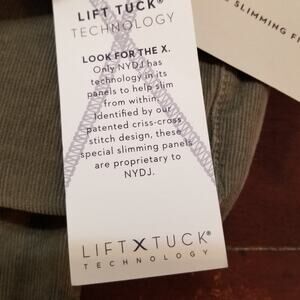 LIFT TUCK®
TECHNOLOGY
LOOK FOR THE X.
Only NYDJ has
technology in its
panels to help slim
from within.
Identified by our
patented criss-cross
stitch design, these
special slimming panels
are proprietary to
NYDJ.
LIFT X TUCK®
TECHNOLOGY
SLIMMING